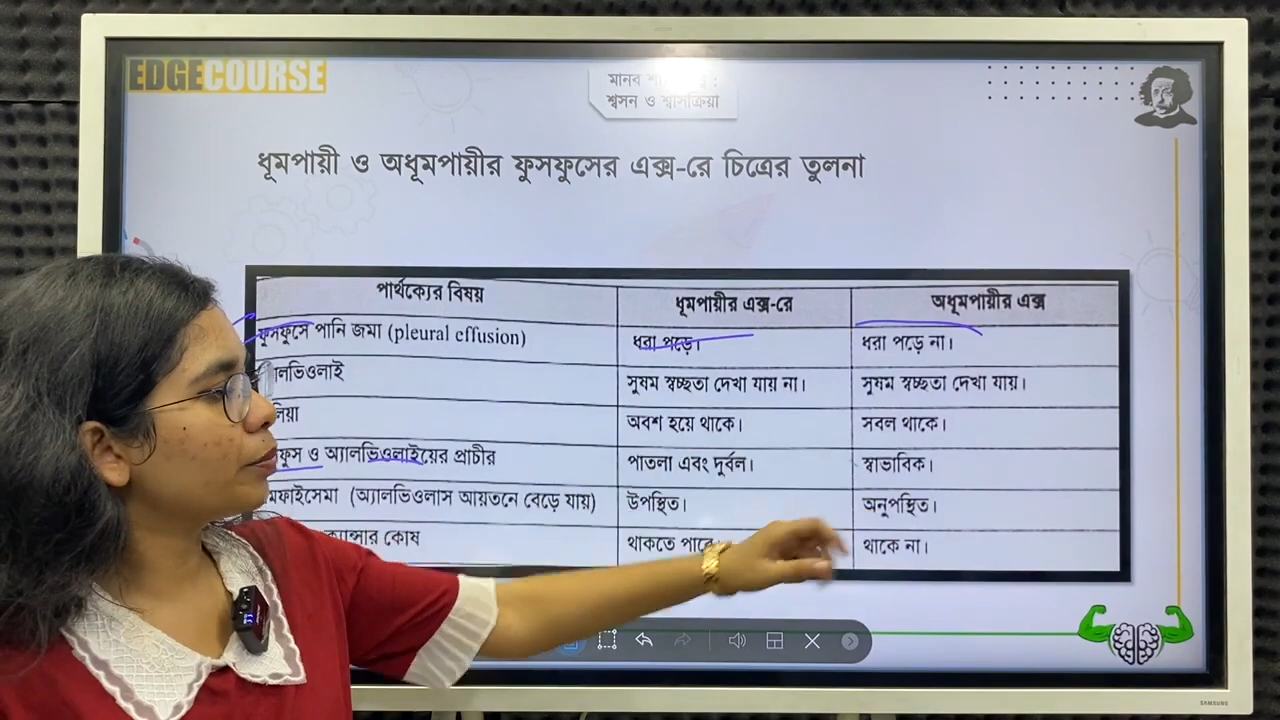 EDGECOURSE
মানব :
শ্বসন ও শ্বাসক্রিয়া
ধূমপায়ী ও অধূমপায়ীর ফুসফুসের এক্স-রে চিত্রের তুলনা
পার্থক্যের বিষয় ধূমপায়ীর এক্স-রে অধূমপায়ীর এক্স
ফুসফুসে পানি জমা (pleural effusion) ধরা পড়ে। ধরা পড়ে না।
লভিওলাই সুষম স্বচ্ছতা দেখা যায় না। সুষম স্বচ্ছতা দেখা যায়।
লিয়া অবশ হয়ে থাকে। সবল থাকে।
ফুস ও অ্যালভিওলাইয়ের প্রাচীর পাতলা এবং দুর্বল। স্বাভাবিক।
মফাইসেমা (অ্যালভিওলাস আয়তনে বেড়ে যায়) উপস্থিত। অনুপস্থিত।
ক্যান্সার কোষ থাকতে পারে। থাকে না।
SAMSUNG